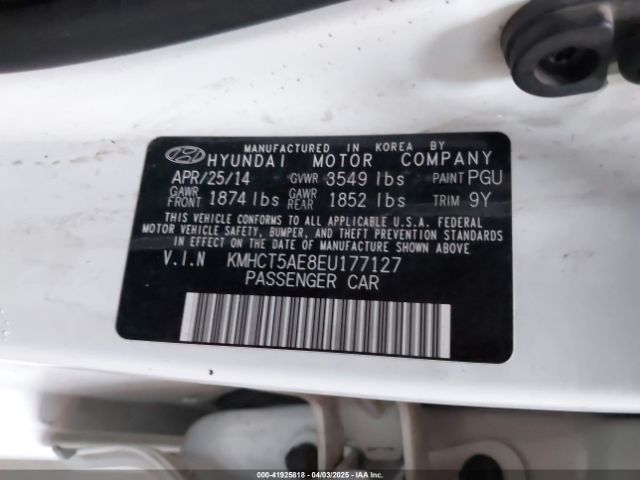 MANUFACTURED IN KOREA BY
HYUNDAI MOTOR COMPANY
APR/25/14 GVWR 3549 lbs PAINT PGU
GAWR FRONT 1874 lbs GAWR REAR 1852 lbs TRIM 9Y
THIS VEHICLE CONFORMS TO ALL APPLICABLE U.S.A. FEDERAL
MOTOR VEHICLE SAFETY, BUMPER, AND THEFT PREVENTION STANDARDS
IN EFFECT ON THE DATE OF MANUFACTURE SHOWN ABOVE.
V.I.N KMHCT5AE8EU177127
PASSENGER CAR
000-41925818 - 04/03/2025 - IAAI.com